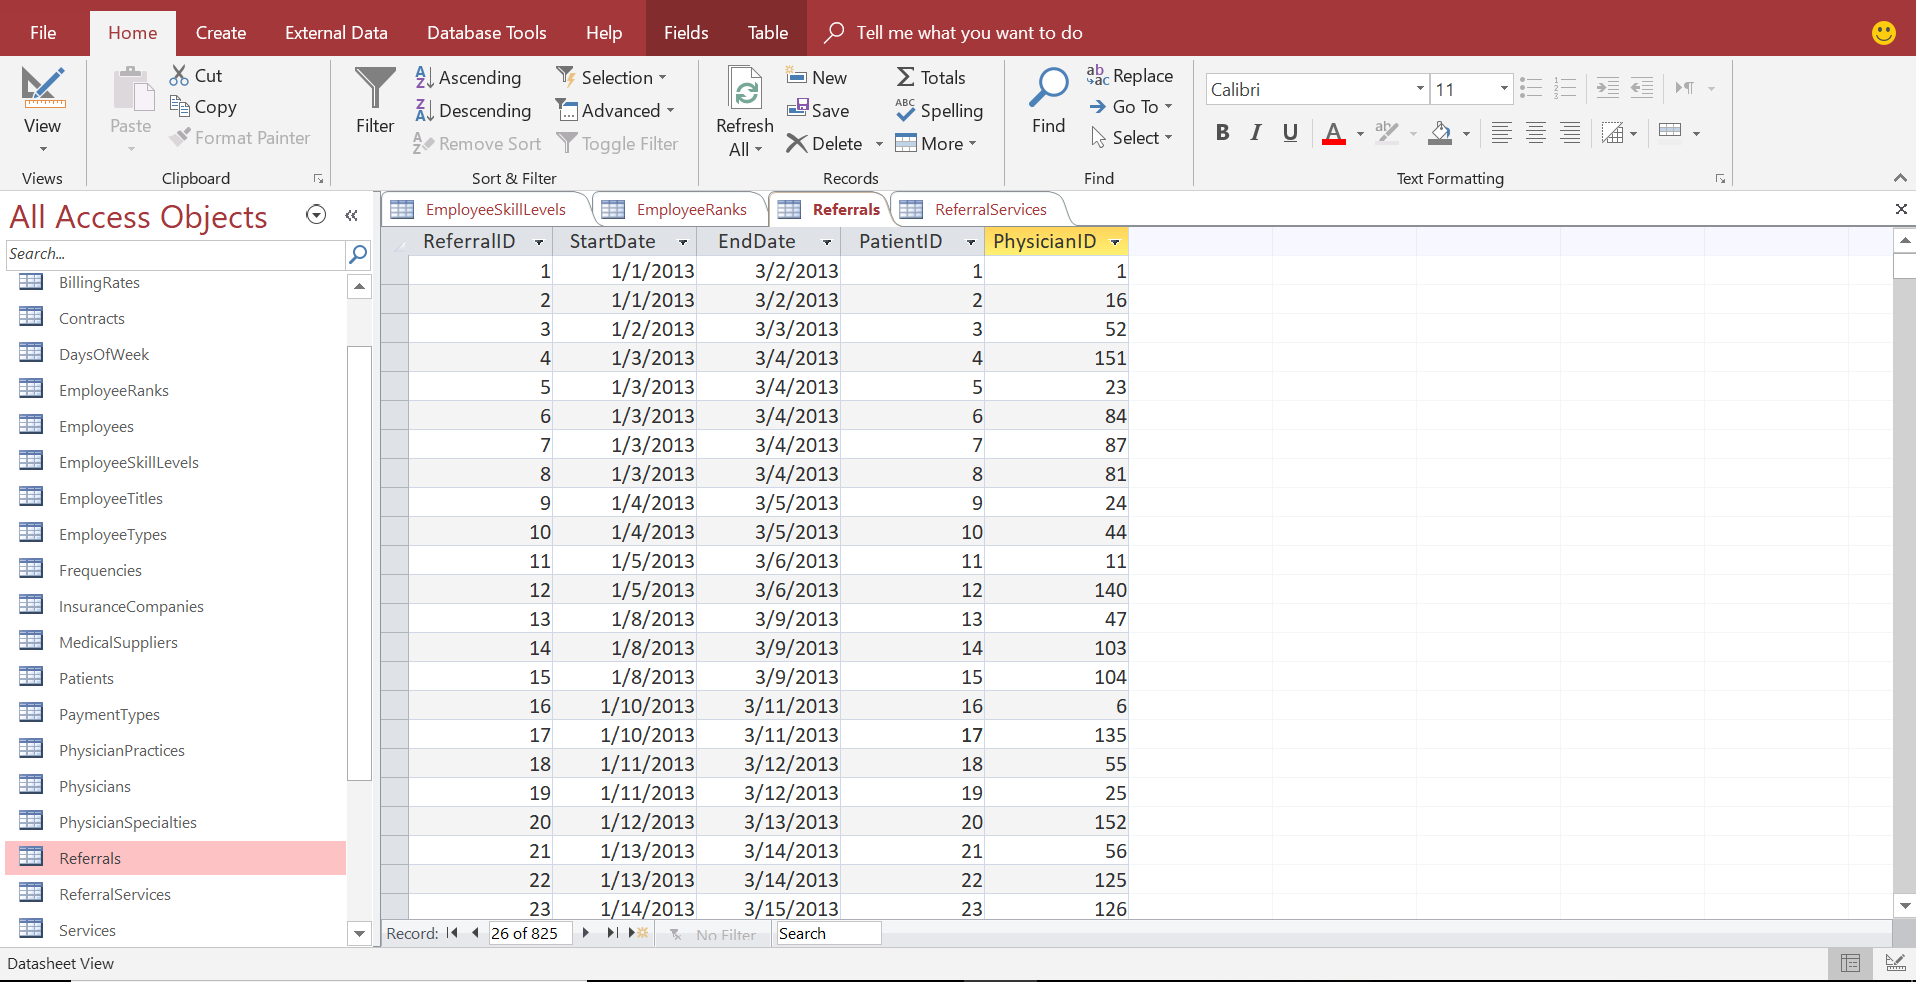 File Home Create External Data Database Tools Help Fields Table Tell me what you want to do
View
Views
Paste
Cut
Copy
Format Painter
Clipboard
Filter
Ascending
Descending
Remove Sort
Selection
Advanced
Toggle Filter
Sort & Filter
Refresh
All
New
Save
Delete
Totals
Spelling
More
Records
Find
Replace
Go To
Select
Find
Calibri 11
B I U A
Text Formatting
All Access Objects
Search...
BillingRates
Contracts
DaysOfWeek
EmployeeRanks
Employees
EmployeeSkillLevels
EmployeeTitles
EmployeeTypes
Frequencies
InsuranceCompanies
MedicalSuppliers
Patients
PaymentTypes
PhysicianPractices
Physicians
PhysicianSpecialties
Referrals
ReferralServices
Services
EmployeeSkillLevels EmployeeRanks Referrals ReferralServices
ReferralID StartDate EndDate PatientID PhysicianID
1 1/1/2013 3/2/2013 1 1
2 1/1/2013 3/2/2013 2 16
3 1/2/2013 3/3/2013 3 52
4 1/3/2013 3/4/2013 4 151
5 1/3/2013 3/4/2013 5 23
6 1/3/2013 3/4/2013 6 84
7 1/3/2013 3/4/2013 7 87
8 1/3/2013 3/4/2013 8 81
9 1/4/2013 3/5/2013 9 24
10 1/4/2013 3/5/2013 10 44
11 1/5/2013 3/6/2013 11 11
12 1/5/2013 3/6/2013 12 140
13 1/8/2013 3/9/2013 13 47
14 1/8/2013 3/9/2013 14 103
15 1/8/2013 3/9/2013 15 104
16 1/10/2013 3/11/2013 16 6
17 1/10/2013 3/11/2013 17 135
18 1/11/2013 3/12/2013 18 55
19 1/11/2013 3/12/2013 19 25
20 1/12/2013 3/13/2013 20 152
21 1/13/2013 3/14/2013 21 56
22 1/13/2013 3/14/2013 22 125
23 1/14/2013 3/15/2013 23 126
Record: 26 of 825 No Filter Search
Datasheet View